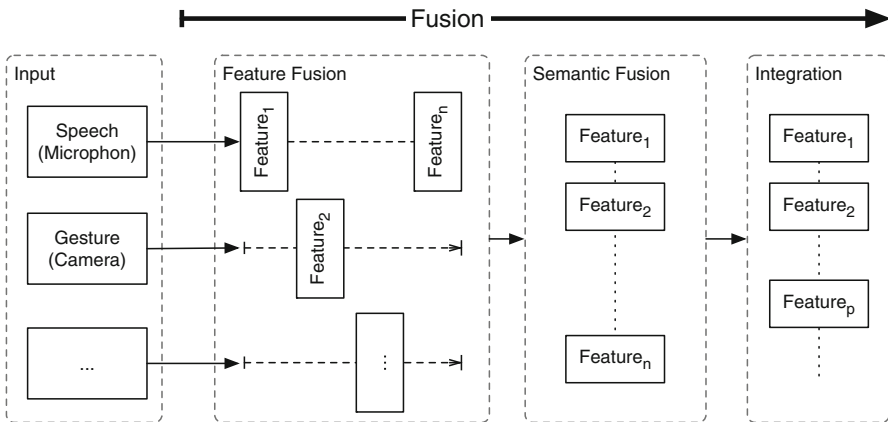 Fusion
Input
Feature Fusion
Semantic Fusion
Integration
Speech
(Microphon)
Feature1
Featuren
Gesture
(Camera)
Feature2
...
...
Feature1
Feature2
Featuren
Feature1
Feature2
Featurep